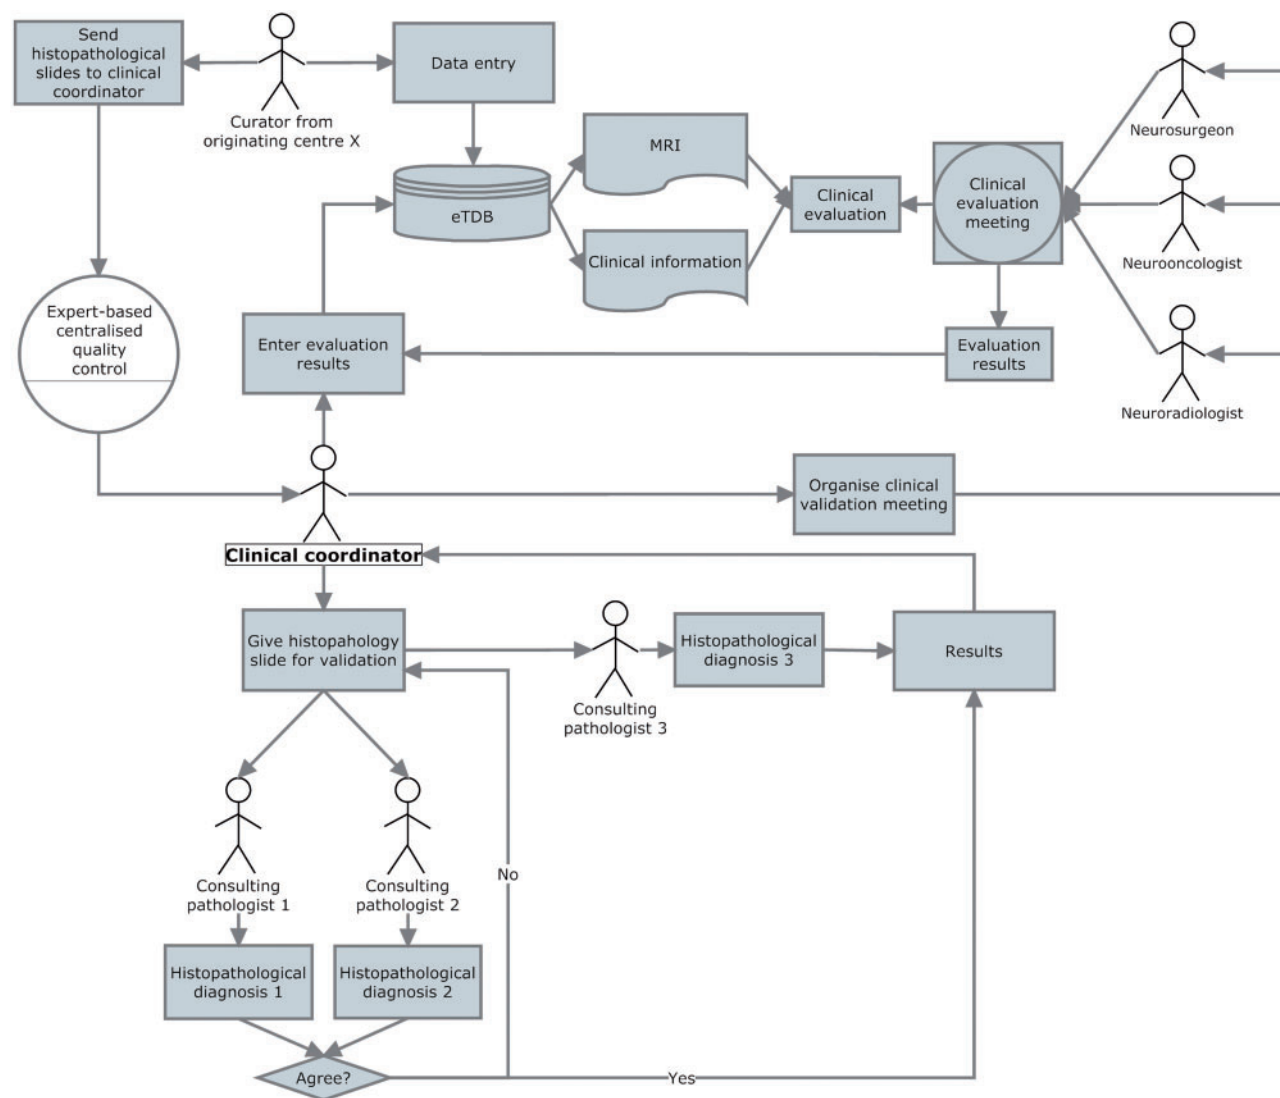 Send
histopathological
slides to clinical
coordinator
Curator from
originating centre X
Data entry
eTDB
MRI
Clinical information
Clinical
evaluation
Clinical
evaluation
meeting
Neurosurgeon
Neurooncologist
Neuroradiologist
Expert-based
centralised
quality
control
Enter evaluation
results
Evaluation
results
Organise clinical
validation meeting
Clinical coordinator
Give histopahology
slide for validation
Consulting
pathologist 3
Histopathological
diagnosis 3
Results
Consulting
pathologist 1
Consulting
pathologist 2
No
Histopathological
diagnosis 1
Histopathological
diagnosis 2
Agree?
Yes